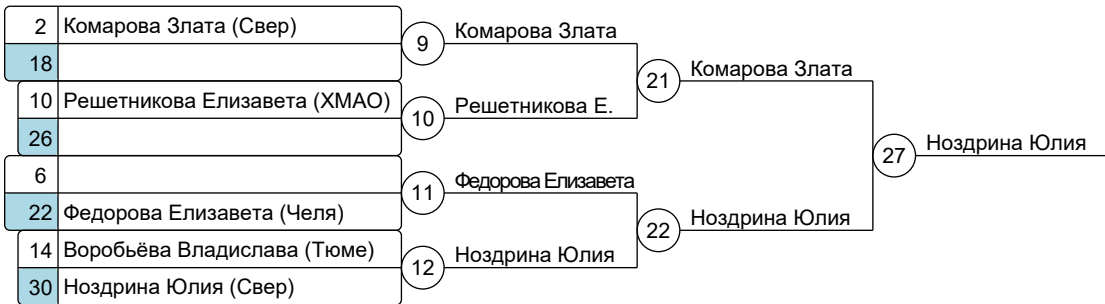 2 Комарова Злата (Свер)
18
10 Решетникова Елизавета (ХМАО)
26
6
22 Федорова Елизавета (Челя)
14 Воробьёва Владислава (Тюме)
30 Ноздрина Юлия (Свер)
9 Комарова Злата
10 Решетникова Е.
11 Федорова Елизавета
12 Ноздрина Юлия
21 Комарова Злата
22 Ноздрина Юлия
27 Ноздрина Юлия